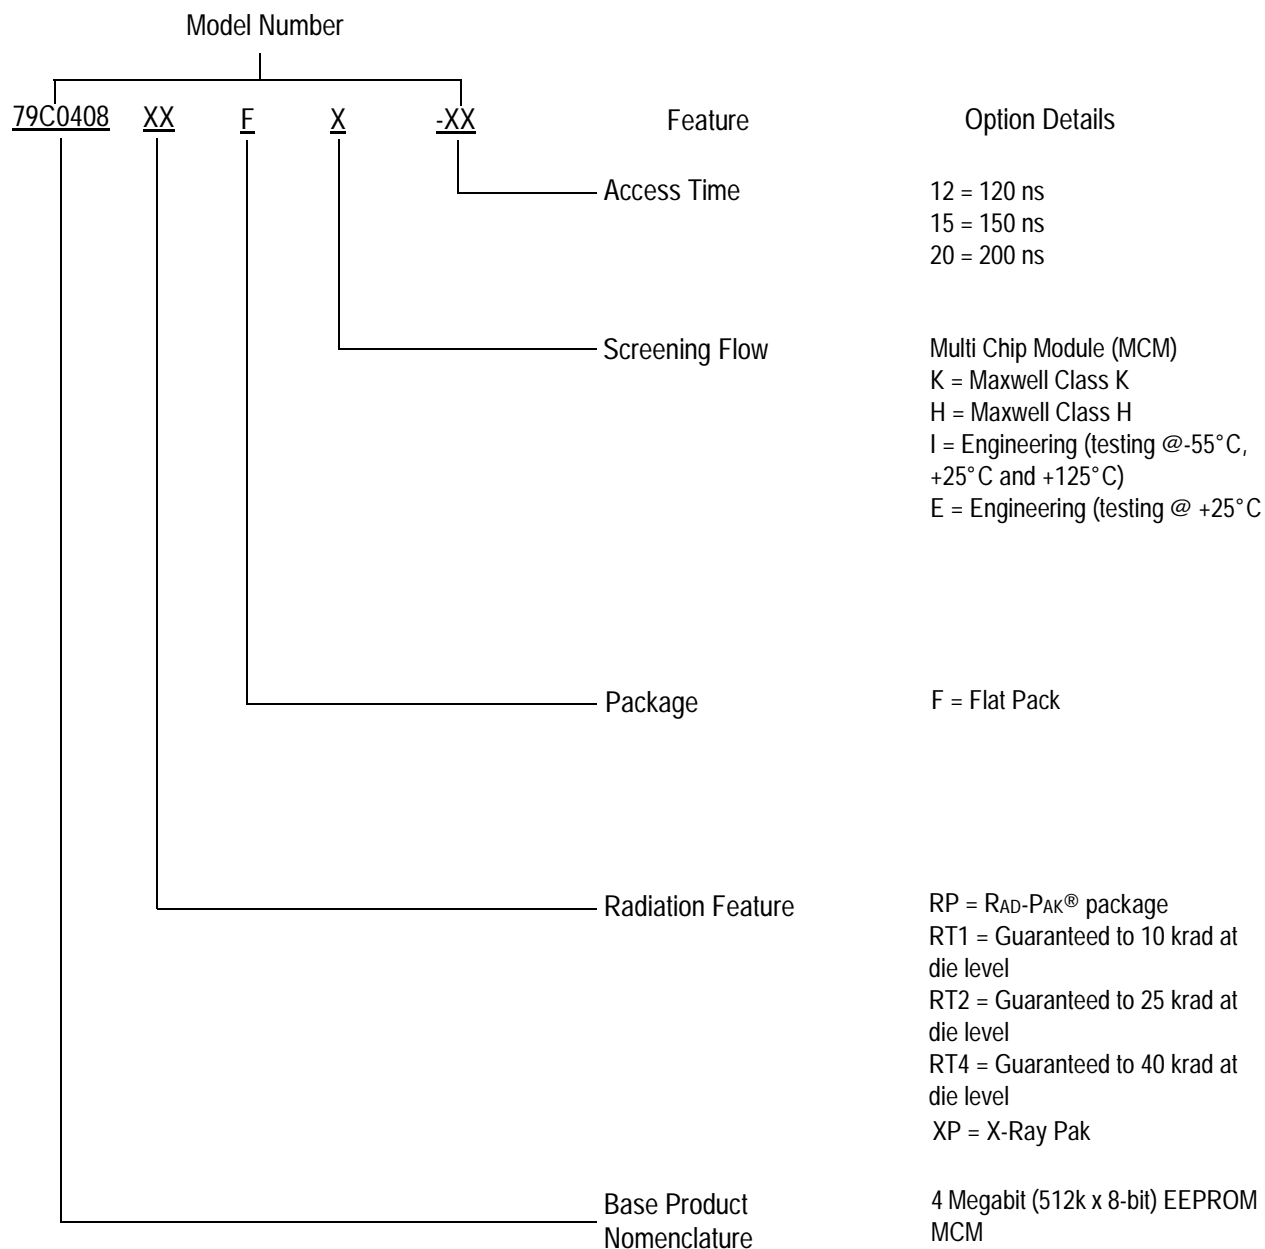 Model Number
79C0408 XX F X -XX Feature Option Details
Access Time 12 = 120 ns
15 = 150 ns
20 = 200 ns
Screening Flow Multi Chip Module (MCM)
K = Maxwell Class K
H = Maxwell Class H
I = Engineering (testing @-55°C,
+25°C and +125°C)
E = Engineering (testing @ +25°C
Package F = Flat Pack
Radiation Feature RP = RAD-PAK® package
RT1 = Guaranteed to 10 krad at
die level
RT2 = Guaranteed to 25 krad at
die level
RT4 = Guaranteed to 40 krad at
die level
XP = X-Ray Pak
Base Product 4 Megabit (512k x 8-bit) EEPROM
Nomenclature MCM